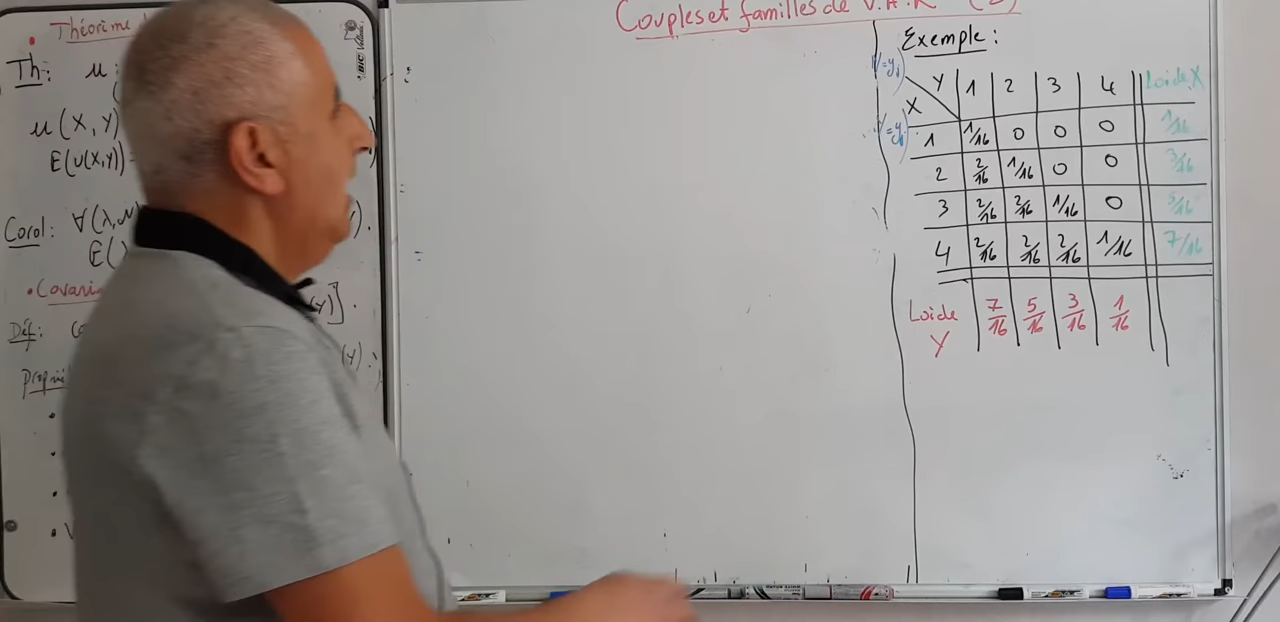 Couples et familles de V.A.R (2)
• Théorème
Th: u :
u(X,Y)
E(u(X,Y)) =
Corol: ∀(λ,μ
E(
• Covari
Déf: Co
Propri
Y)].
(Y).
Exemple:
Y 1 2 3 4 Loi de X
X
1 1/16 0 0 0 1/16
2 2/16 1/16 0 0 3/16
3 2/16 2/16 1/16 0 5/16
4 2/16 2/16 2/16 1/16 7/16
Loi de Y 7/16 5/16 3/16 1/16